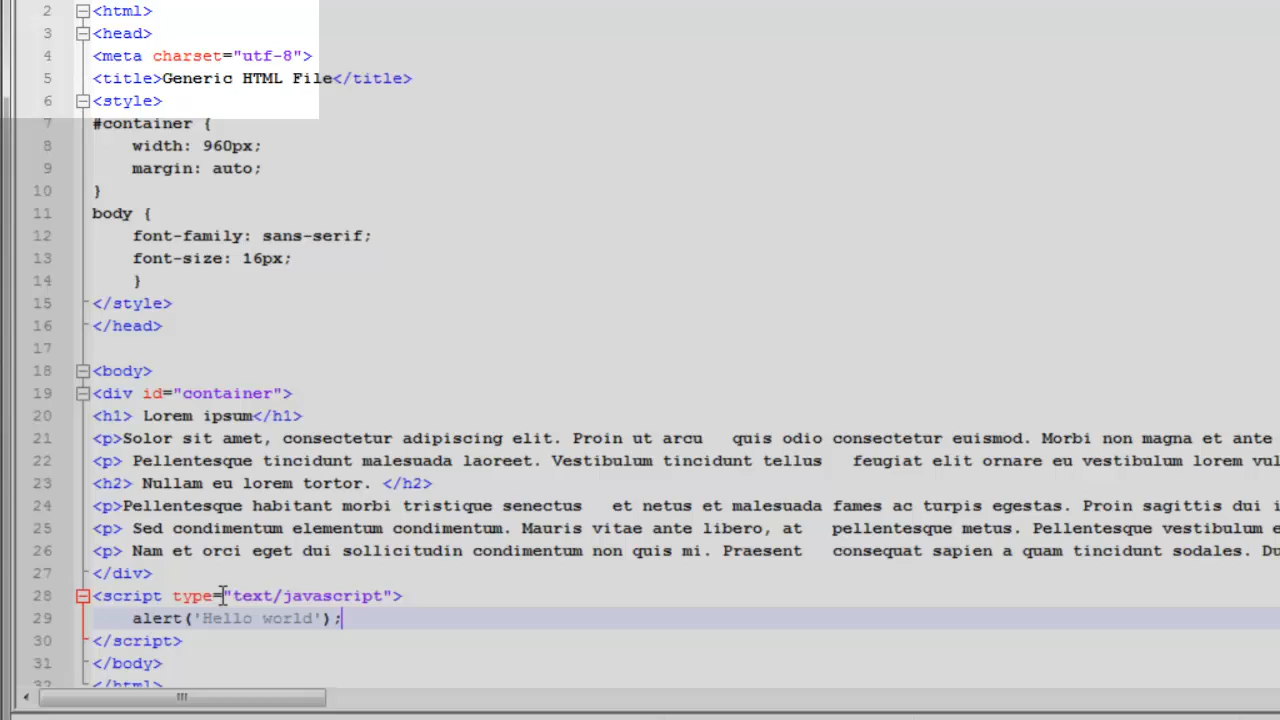 2 <html>
3 <head>
4 <meta charset="utf-8">
5 <title>Generic HTML File</title>
6 <style>
7 #container {
8 width: 960px;
9 margin: auto;
10 }
11 body {
12 font-family: sans-serif;
13 font-size: 16px;
14 }
15 </style>
16 </head>
17
18 <body>
19 <div id="container">
20 <h1> Lorem ipsum</h1>
21 <p>Solor sit amet, consectetur adipiscing elit. Proin ut arcu quis odio consectetur euismod. Morbi non magna et ante
22 <p> Pellentesque tincidunt malesuada laoreet. Vestibulum tincidunt tellus feugiat elit ornare eu vestibulum lorem vul
23 <h2> Nullam eu lorem tortor. </h2>
24 <p>Pellentesque habitant morbi tristique senectus et netus et malesuada fames ac turpis egestas. Proin sagittis dui i
25 <p> Sed condimentum elementum condimentum. Mauris vitae ante libero, at pellentesque metus. Pellentesque vestibulum e
26 <p> Nam et orci eget dui sollicitudin condimentum non quis mi. Praesent consequat sapien a quam tincidunt sodales. Du
27 </div>
28 <script type="text/javascript">
29 alert('Hello world');
30 </script>
31 </body>
32 </html>